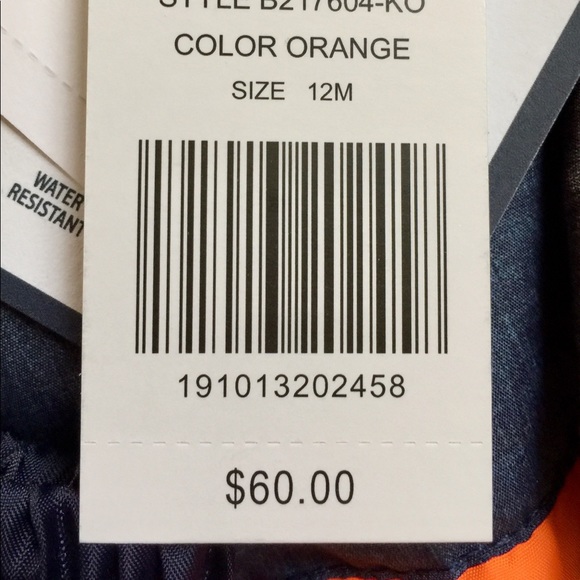 STYLE B217604-KO
COLOR ORANGE
SIZE 12M
WATER
RESISTANT
191013202458
$60.00